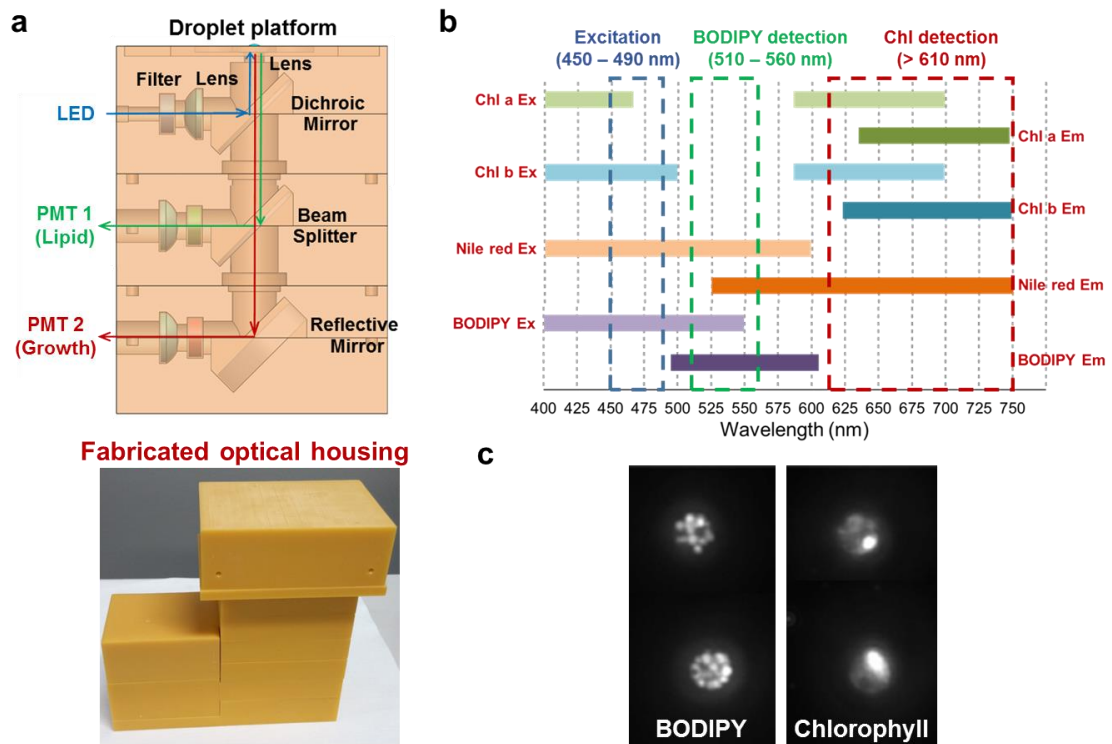 a
Droplet platform
Filter
Lens
Lens
LED
Dichroic
Mirror
PMT 1
(Lipid)
Beam
Splitter
PMT 2
(Growth)
Reflective
Mirror
Fabricated optical housing
b
Excitation
(450 – 490 nm)
BODIPY detection
(510 – 560 nm)
Chl detection
(> 610 nm)
Chl a Ex
Chl a Em
Chl b Ex
Chl b Em
Nile red Ex
Nile red Em
BODIPY Ex
BODIPY Em
400 425 450 475 500 525 550 575 600 625 650 675 700 725 750
Wavelength (nm)
c
BODIPY
Chlorophyll